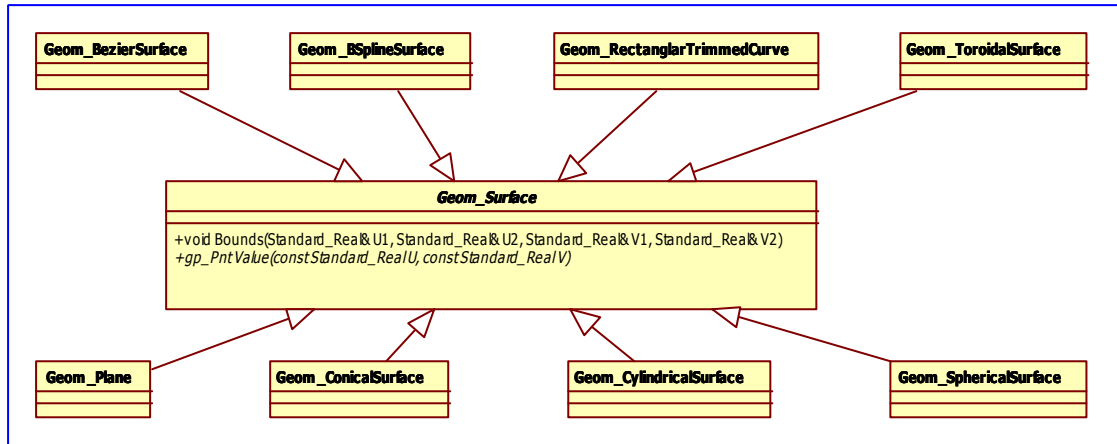 Geom_BezierSurface
Geom_BSplineSurface
Geom_RectanglarTrimmedCurve
Geom_ToroidalSurface
Geom_Surface
+void Bounds(Standard_Real& U1, Standard_Real& U2, Standard_Real& V1, Standard_Real& V2)
+gp_Pnt Value(const Standard_Real U, const Standard_Real V)
Geom_Plane
Geom_ConicalSurface
Geom_CylindricalSurface
Geom_SphericalSurface